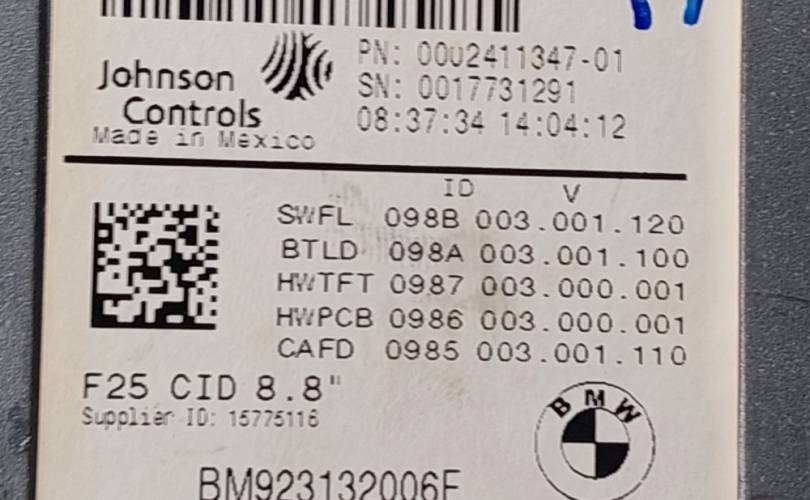 Johnson
Controls
Made in Mexico
PN: 0002411347-01
SN: 0017731291
08:37:34 14:04:12
ID V
SWFL 098B 003.001.120
BTLD 098A 003.001.100
HWTFT 0987 003.000.001
HWPCB 0986 003.000.001
CAFD 0985 003.001.110
F25 CID 8.8"
Supplier ID: 15775116
BMW
BM923132006F